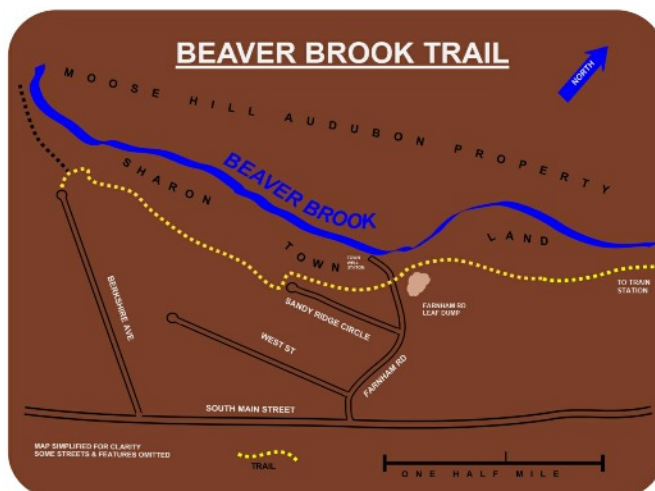 BEAVER BROOK TRAIL
NORTH
MOOSE HILL AUDUBON PROPERTY
BEAVER BROOK
SHARON TOWN LAND
TOWN
WELL
STATION
BERKSHIRE AVE
SANDY RIDGE CIRCLE
FARNHAM RD
LEAF DUMP
TO TRAIN
STATION
WEST ST
FARNHAM RD
SOUTH MAIN STREET
MAP SIMPLIFIED FOR CLARITY
SOME STREETS & FEATURES OMITTED
TRAIL
ONE HALF MILE